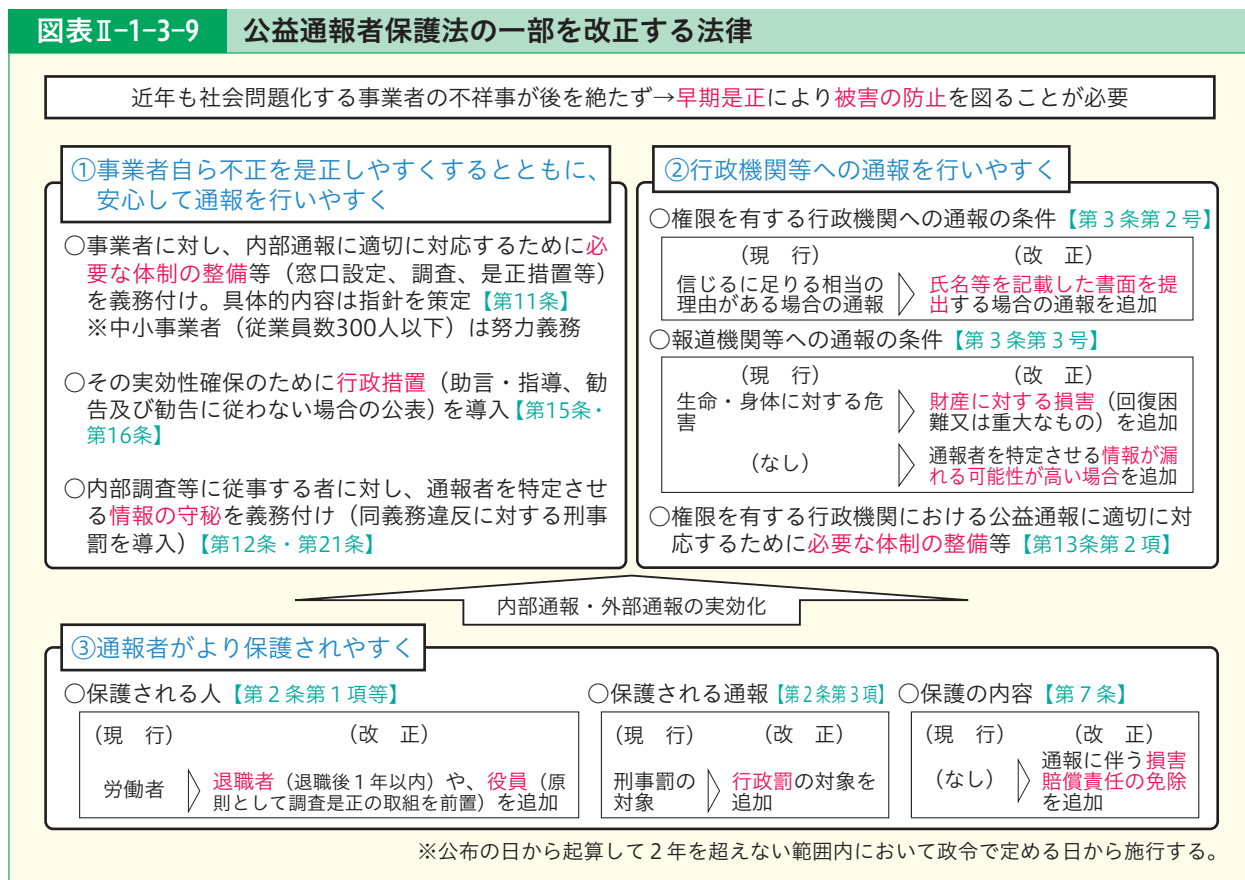 図表Ⅱ-1-3-9 公益通報者保護法の一部を改正する法律
近年も社会問題化する事業者の不祥事が後を絶たず→早期是正により被害の防止を図ることが必要
①事業者自ら不正を是正しやすくするとともに、
安心して通報を行いやすく
○事業者に対し、内部通報に適切に対応するために必
要な体制の整備等（窓口設定、調査、是正措置等）
を義務付け。具体的内容は指針を策定【第11条】
※中小事業者（従業員数300人以下）は努力義務
○その実効性確保のために行政措置（助言・指導、勧
告及び勧告に従わない場合の公表）を導入【第15条・
第16条】
○内部調査等に従事する者に対し、通報者を特定させ
る情報の守秘を義務付け（同義務違反に対する刑事
罰を導入）【第12条・第21条】
②行政機関等への通報を行いやすく
○権限を有する行政機関への通報の条件【第３条第２号】
（現　行）
信じるに足りる相当の
理由がある場合の通報
（改　正）
氏名等を記載した書面を提
出する場合の通報を追加
○報道機関等への通報の条件【第３条第３号】
（現　行）
生命・身体に対する危
害
（改　正）
財産に対する損害（回復困
難又は重大なもの）を追加
（なし）
通報者を特定させる情報が漏
れる可能性が高い場合を追加
○権限を有する行政機関における公益通報に適切に対
応するために必要な体制の整備等【第13条第２項】
内部通報・外部通報の実効化
③通報者がより保護されやすく
○保護される人【第２条第１項等】
（現　行）
労働者
（改　正）
退職者（退職後１年以内）や、役員（原
則として調査是正の取組を前置）を追加
○保護される通報【第２条第３項】
（現　行）
刑事罰の
対象
（改　正）
行政罰の対象を
追加
○保護の内容【第７条】
（現　行）
（なし）
（改　正）
通報に伴う損害
賠償責任の免除
を追加
※公布の日から起算して２年を超えない範囲内において政令で定める日から施行する。